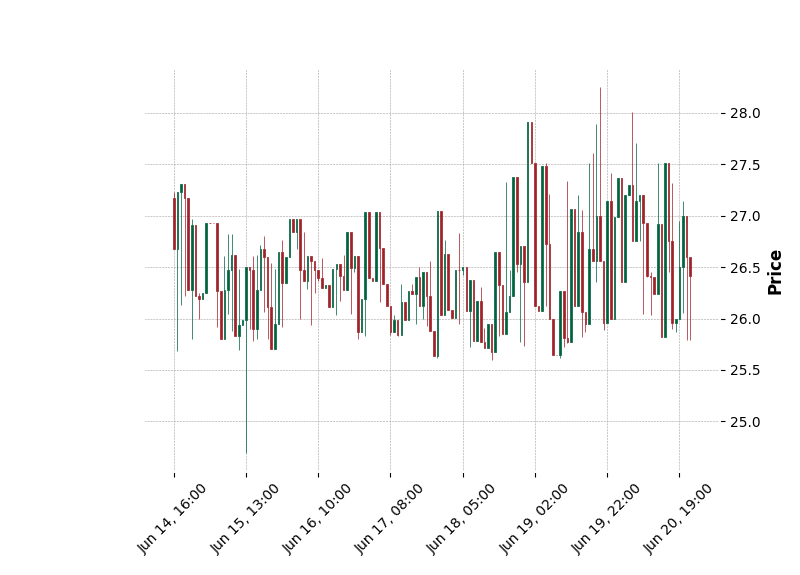 28.0
27.5
27.0
26.5
26.0
25.5
25.0
Price
Jun 14, 16:00
Jun 15, 13:00
Jun 16, 10:00
Jun 17, 08:00
Jun 18, 05:00
Jun 19, 02:00
Jun 19, 22:00
Jun 20, 19:00